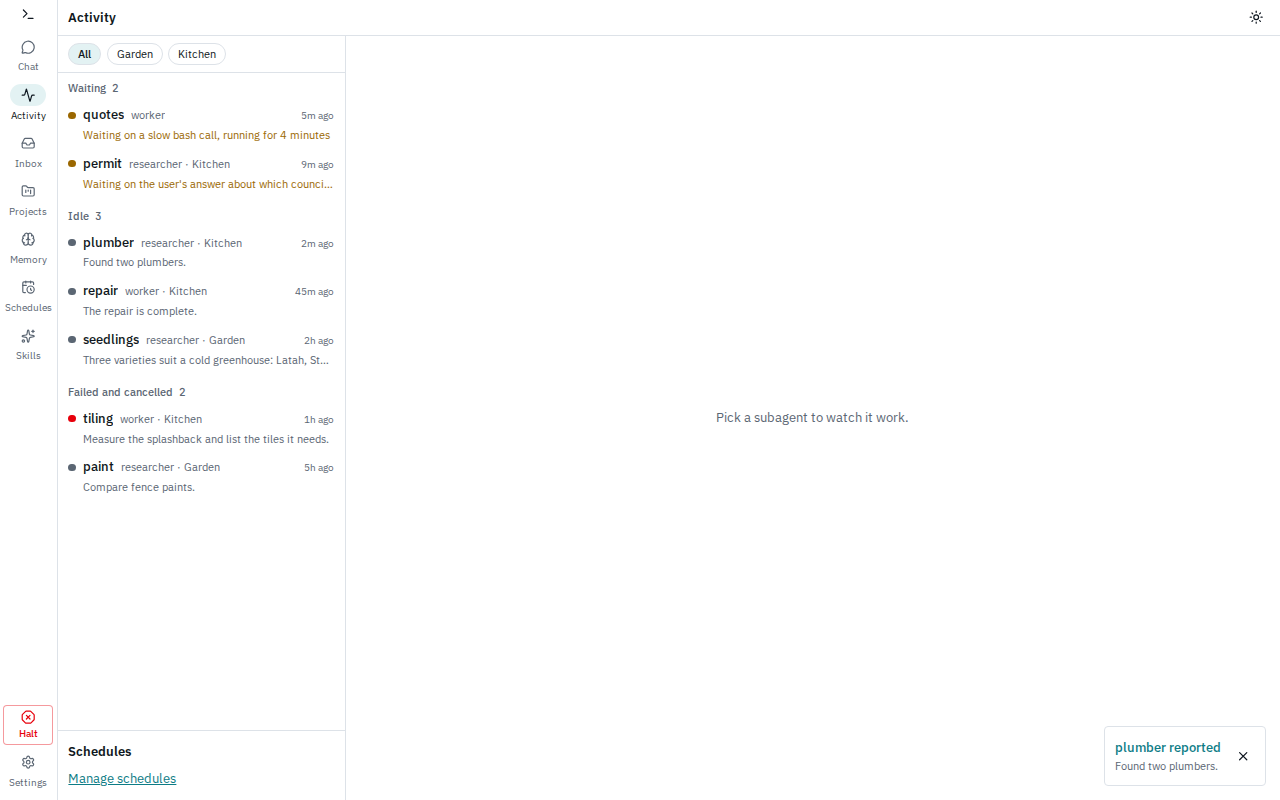 Activity
Chat
Activity
Inbox
Projects
Memory
Schedules
Skills
Halt
Settings
All Garden Kitchen
Waiting 2
quotes worker 5m ago
Waiting on a slow bash call, running for 4 minutes
permit researcher · Kitchen 9m ago
Waiting on the user's answer about which counci...
Idle 3
plumber researcher · Kitchen 2m ago
Found two plumbers.
repair worker · Kitchen 45m ago
The repair is complete.
seedlings researcher · Garden 2h ago
Three varieties suit a cold greenhouse: Latah, St...
Failed and cancelled 2
tiling worker · Kitchen 1h ago
Measure the splashback and list the tiles it needs.
paint researcher · Garden 5h ago
Compare fence paints.
Schedules
Manage schedules
Pick a subagent to watch it work.
plumber reported
Found two plumbers.